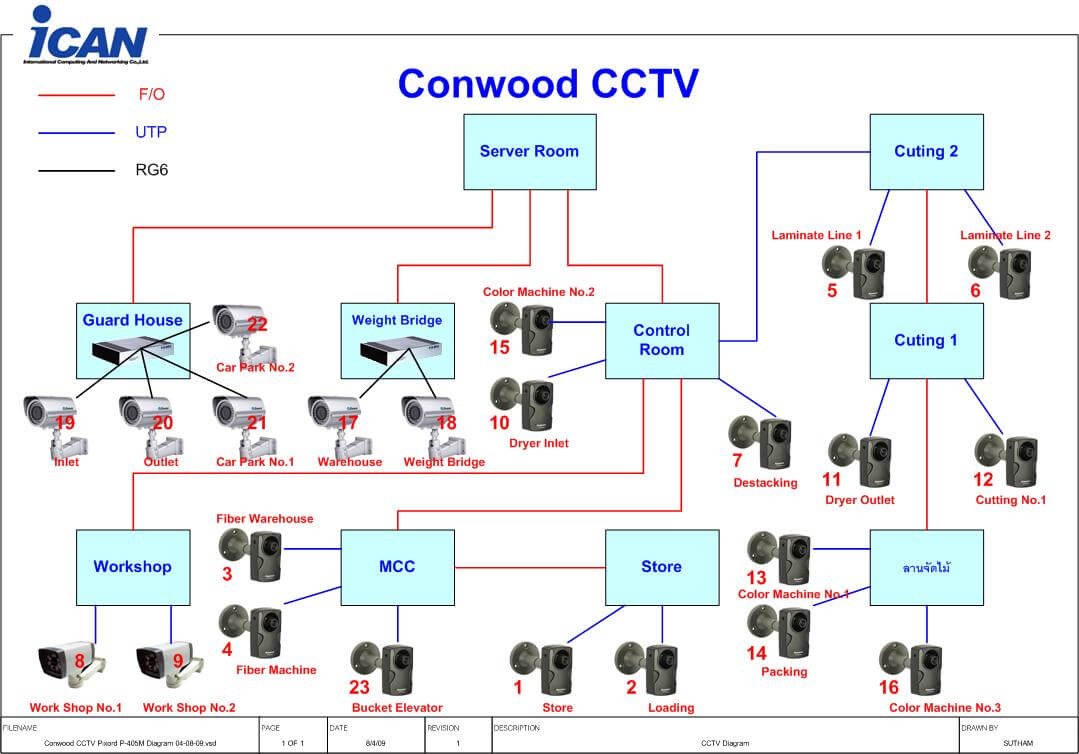 iCAN
International Computing And Networking Co.,Ltd.
Conwood CCTV
F/O
UTP
RG6
Server Room
Cuting 2
Laminate Line 1
Laminate Line 2
5
6
Guard House
22
Car Park No.2
Weight Bridge
Color Machine No.2
15
Control
Room
Cuting 1
10
Dryer Inlet
19
Inlet
20
Outlet
21
Car Park No.1
17
Warehouse
18
Weight Bridge
7
Destacking
11
Dryer Outlet
12
Cutting No.1
Workshop
Fiber Warehouse
3
MCC
Store
13
Color Machine No.1
ลานจัดไม้
4
Fiber Machine
14
Packing
8
Work Shop No.1
9
Work Shop No.2
23
Bucket Elevator
1
Store
2
Loading
16
Color Machine No.3
FILENAME
Conwood CCTV Pixord P-405M Diagram 04-08-09.vsd
PAGE
1 OF 1
DATE
8/4/09
REVISION
1
DESCRIPTION
CCTV Diagram
DRAWN BY
SUTHAM